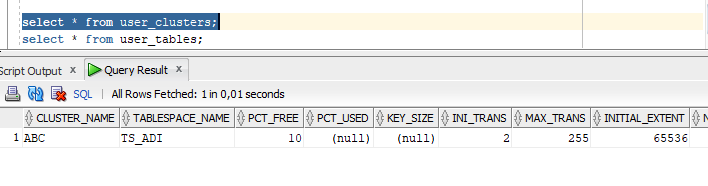 select * from user_clusters;
select * from user_tables;
Script Output x Query Result x
SQL | All Rows Fetched: 1 in 0,01 seconds
CLUSTER_NAME TABLESPACE_NAME PCT_FREE PCT_USED KEY_SIZE INI_TRANS MAX_TRANS INITIAL_EXTENT N
1 ABC TS_ADI 10 (null) (null) 2 255 65536